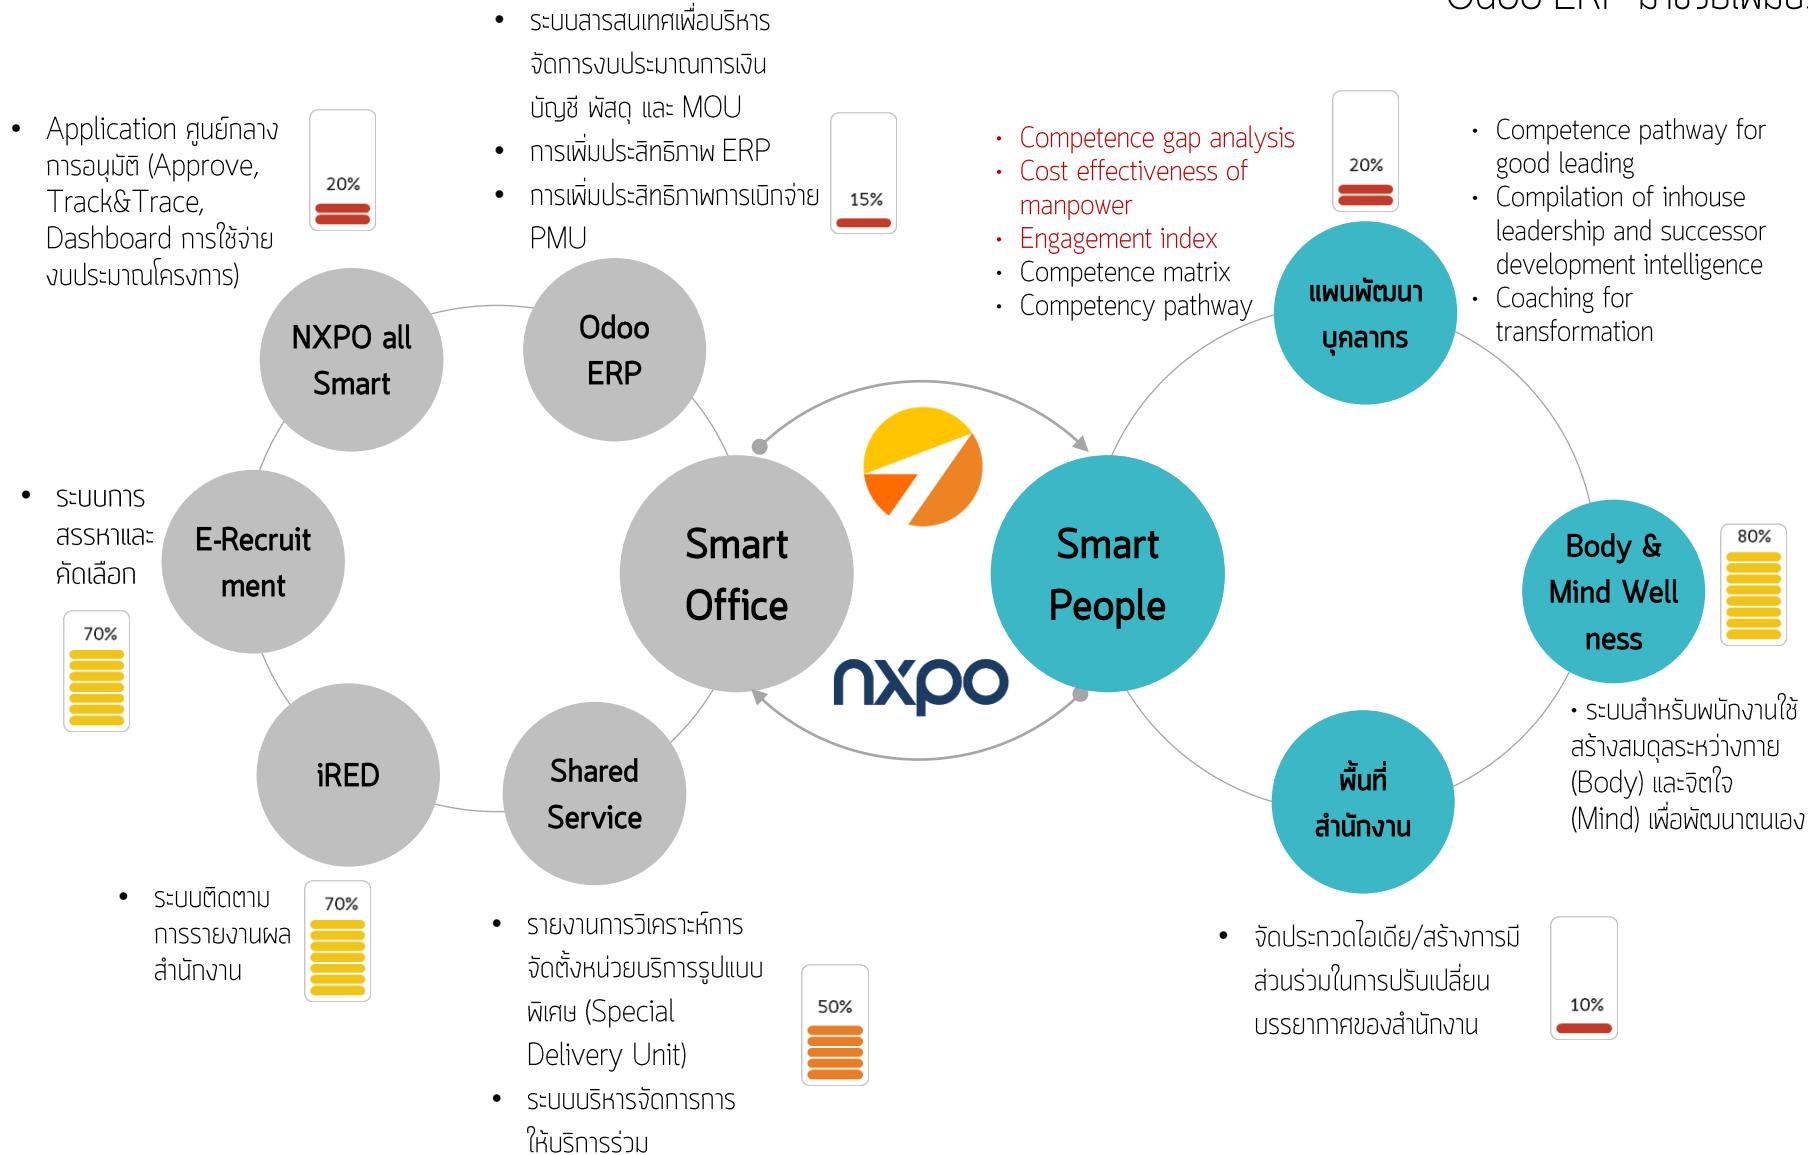 Odoo ERP
• ระบบสารสนเทศเพื่อบริหาร
จัดการงบประมาณการเงิน
บัญชี พัสดุ และ MOU
• การเพิ่มประสิทธิภาพ ERP
• การเพิ่มประสิทธิภาพการเบิกจ่าย
PMU
15%
• Application ศูนย์กลาง
การอนุมัติ (Approve,
Track&Trace,
Dashboard การใช้จ่าย
งบประมาณโครงการ)
20%
• Competence gap analysis
• Cost effectiveness of
manpower
• Engagement index
• Competence matrix
• Competency pathway
20%
• Competence pathway for
good leading
• Compilation of inhouse
leadership and successor
development intelligence
• Coaching for
transformation
NXPO all
Smart
Odoo
ERP
แผนพัฒนา
บุคลากร
• ระบบการ
สรรหาและ
คัดเลือก
70%
E-Recruit
ment
Smart
Office
nxpo
Smart
People
Body &
Mind Well
ness
80%
• ระบบสำหรับพนักงานใช้
สร้างสมดุลระหว่างกาย
(Body) และจิตใจ
(Mind) เพื่อพัฒนาตนเอง
iRED
Shared
Service
พื้นที่
สำนักงาน
• ระบบติดตาม
การรายงานผล
สำนักงาน
70%
• รายงานการวิเคราะห์การ
จัดตั้งหน่วยบริการรูปแบบ
พิเศษ (Special
Delivery Unit)
• ระบบบริหารจัดการการ
ให้บริการร่วม
50%
• จัดประกวดไอเดีย/สร้างการมี
ส่วนร่วมในการปรับเปลี่ยน
บรรยากาศของสำนักงาน
10%